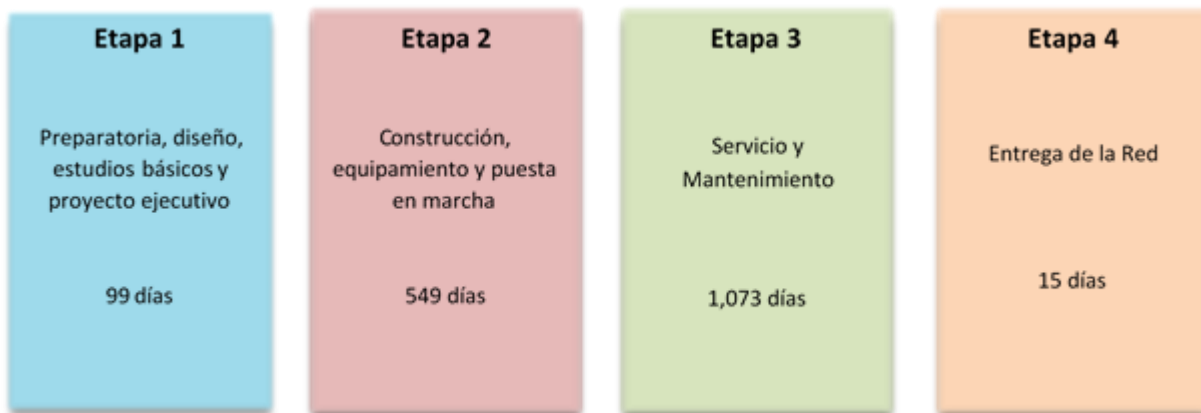 Etapa 1
Preparatoria, diseño,
estudios básicos y
proyecto ejecutivo
99 días
Etapa 2
Construcción,
equipamiento y puesta
en marcha
549 días
Etapa 3
Servicio y
Mantenimiento
1,073 días
Etapa 4
Entrega de la Red
15 días